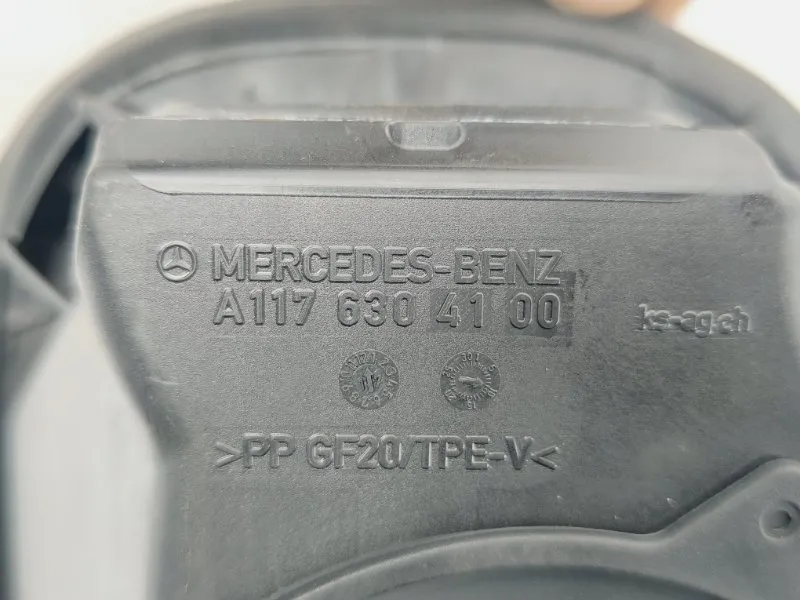 MERCEDES-BENZ
A117 630 41 00
ks-ag.ch
>PP GF20/TPE-V<